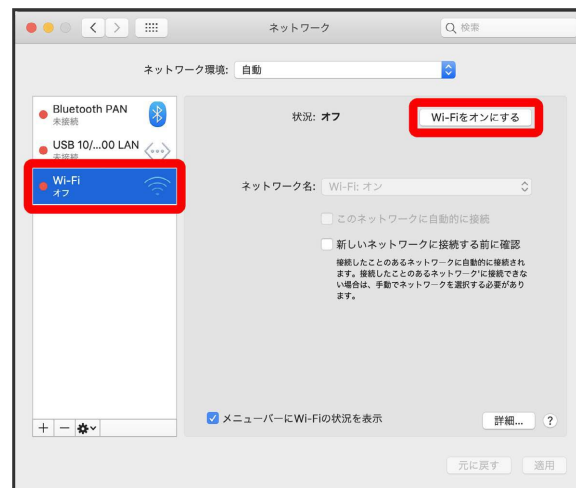 ネットワーク
検索
ネットワーク環境: 自動
Bluetooth PAN
未接続
USB 10/...00 LAN
未接続
Wi-Fi
オフ
状況: オフ
Wi-Fiをオンにする
ネットワーク名: Wi-Fi: オン
このネットワークに自動的に接続
新しいネットワークに接続する前に確認
接続したことのあるネットワークに自動的に接続され
ます。接続したことのあるネットワークに接続できな
い場合は、手動でネットワークを選択する必要があり
ます。
メニューバーにWi-Fiの状況を表示
詳細... ?
元に戻す 適用